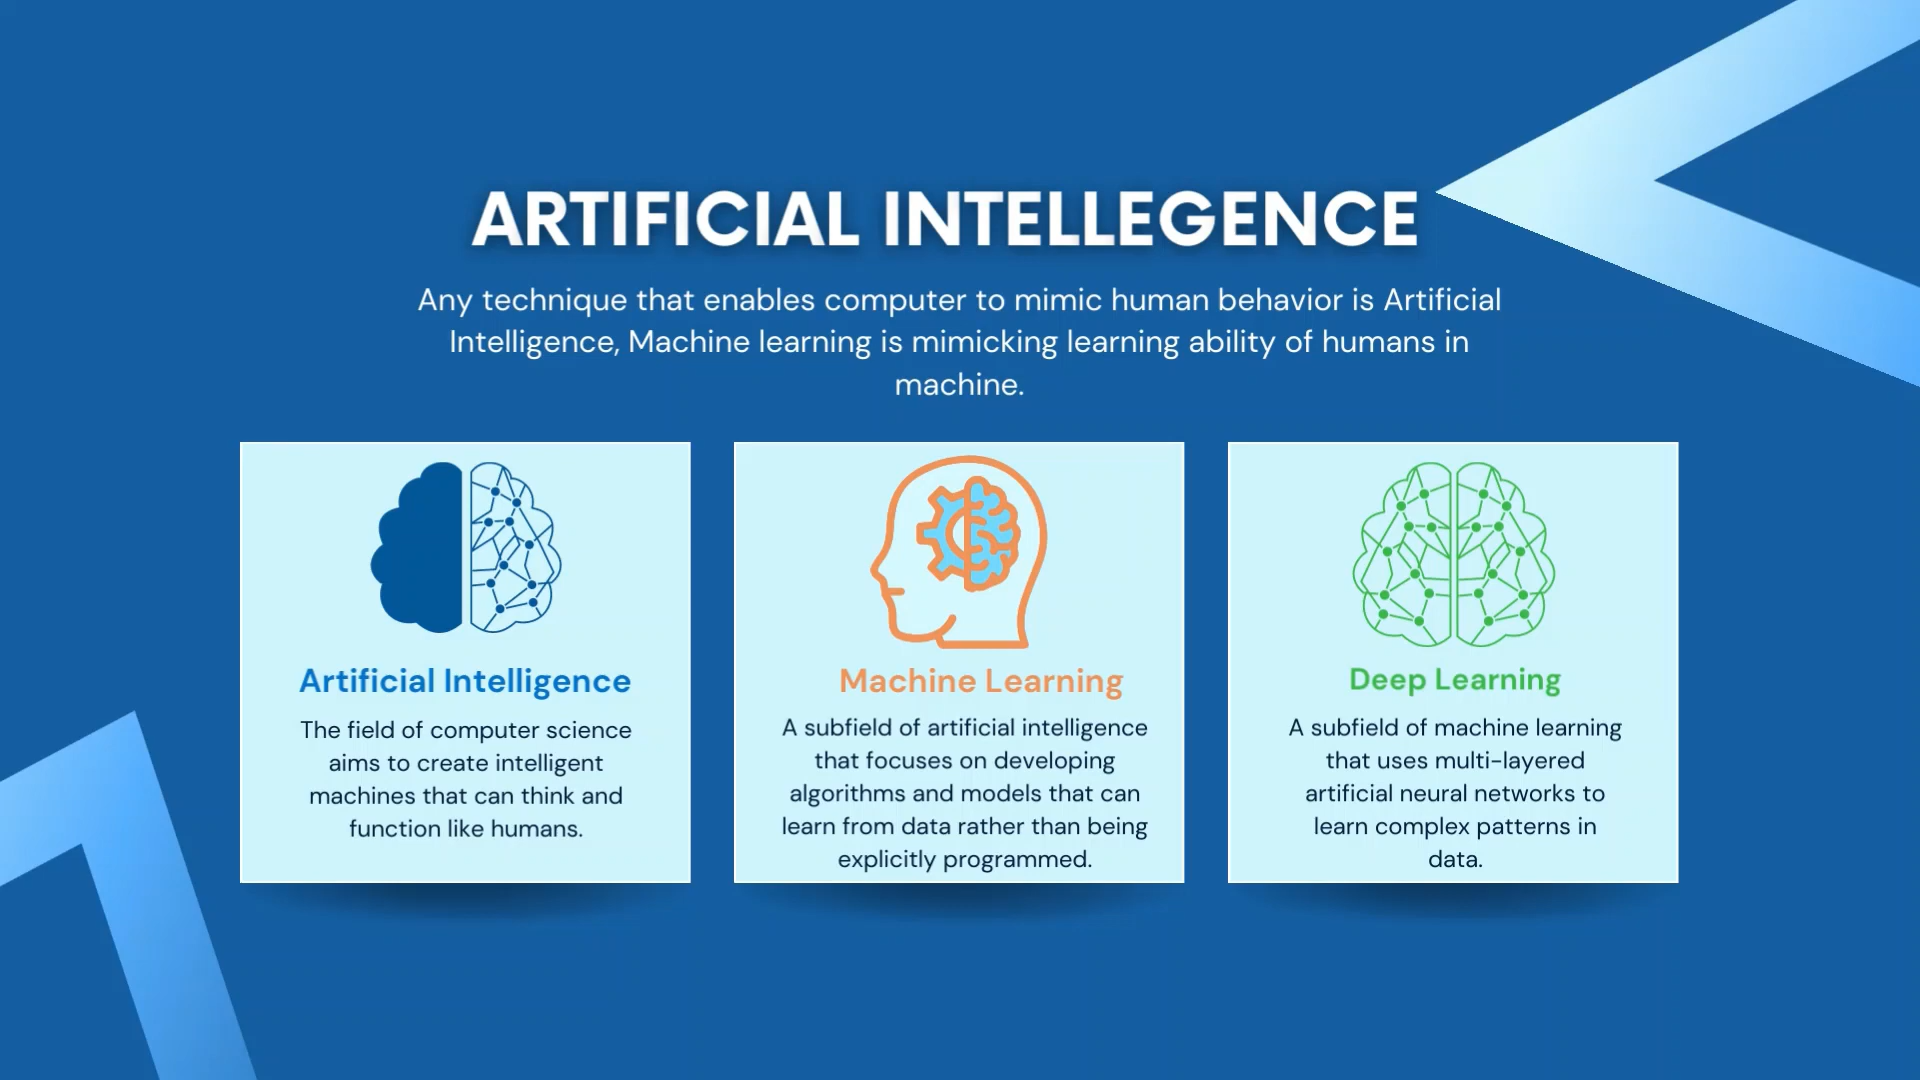 ARTIFICIAL INTELLEGENCE
Any technique that enables computer to mimic human behavior is Artificial
Intelligence, Machine learning is mimicking learning ability of humans in
machine.
Artificial Intelligence
The field of computer science
aims to create intelligent
machines that can think and
function like humans.
Machine Learning
A subfield of artificial intelligence
that focuses on developing
algorithms and models that can
learn from data rather than being
explicitly programmed.
Deep Learning
A subfield of machine learning
that uses multi-layered
artificial neural networks to
learn complex patterns in
data.